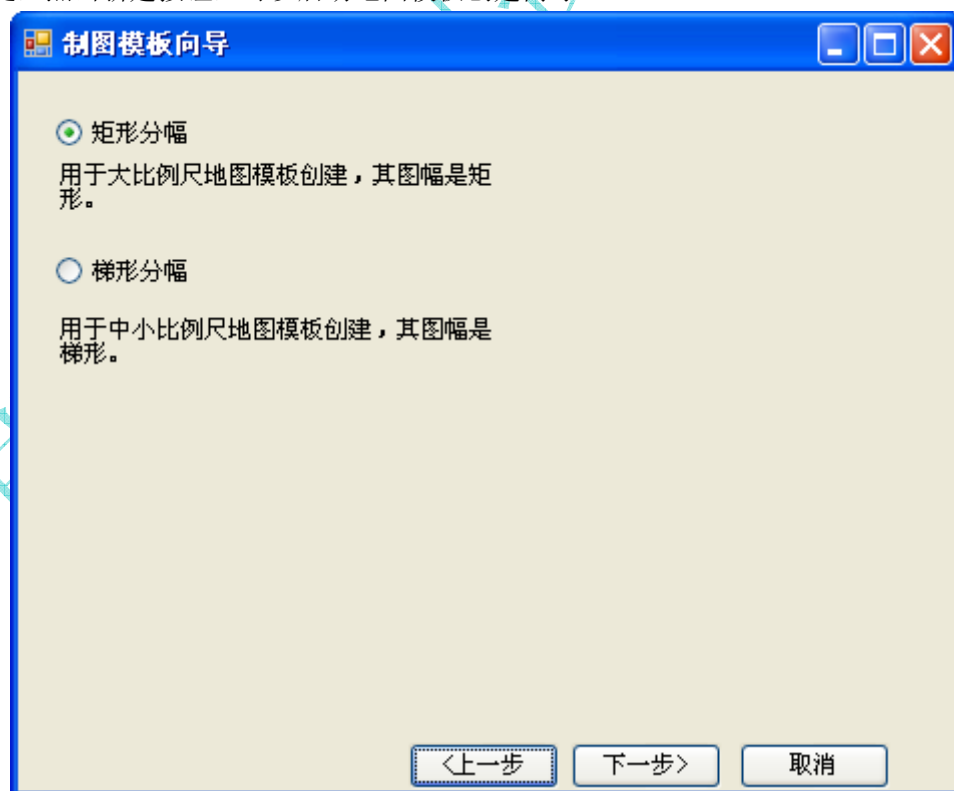 制图模板向导
矩形分幅
用于大比例尺地图模板创建，其图幅是矩
形。
梯形分幅
用于中小比例尺地图模板创建，其图幅是
梯形。
<上一步
下一步>
取消